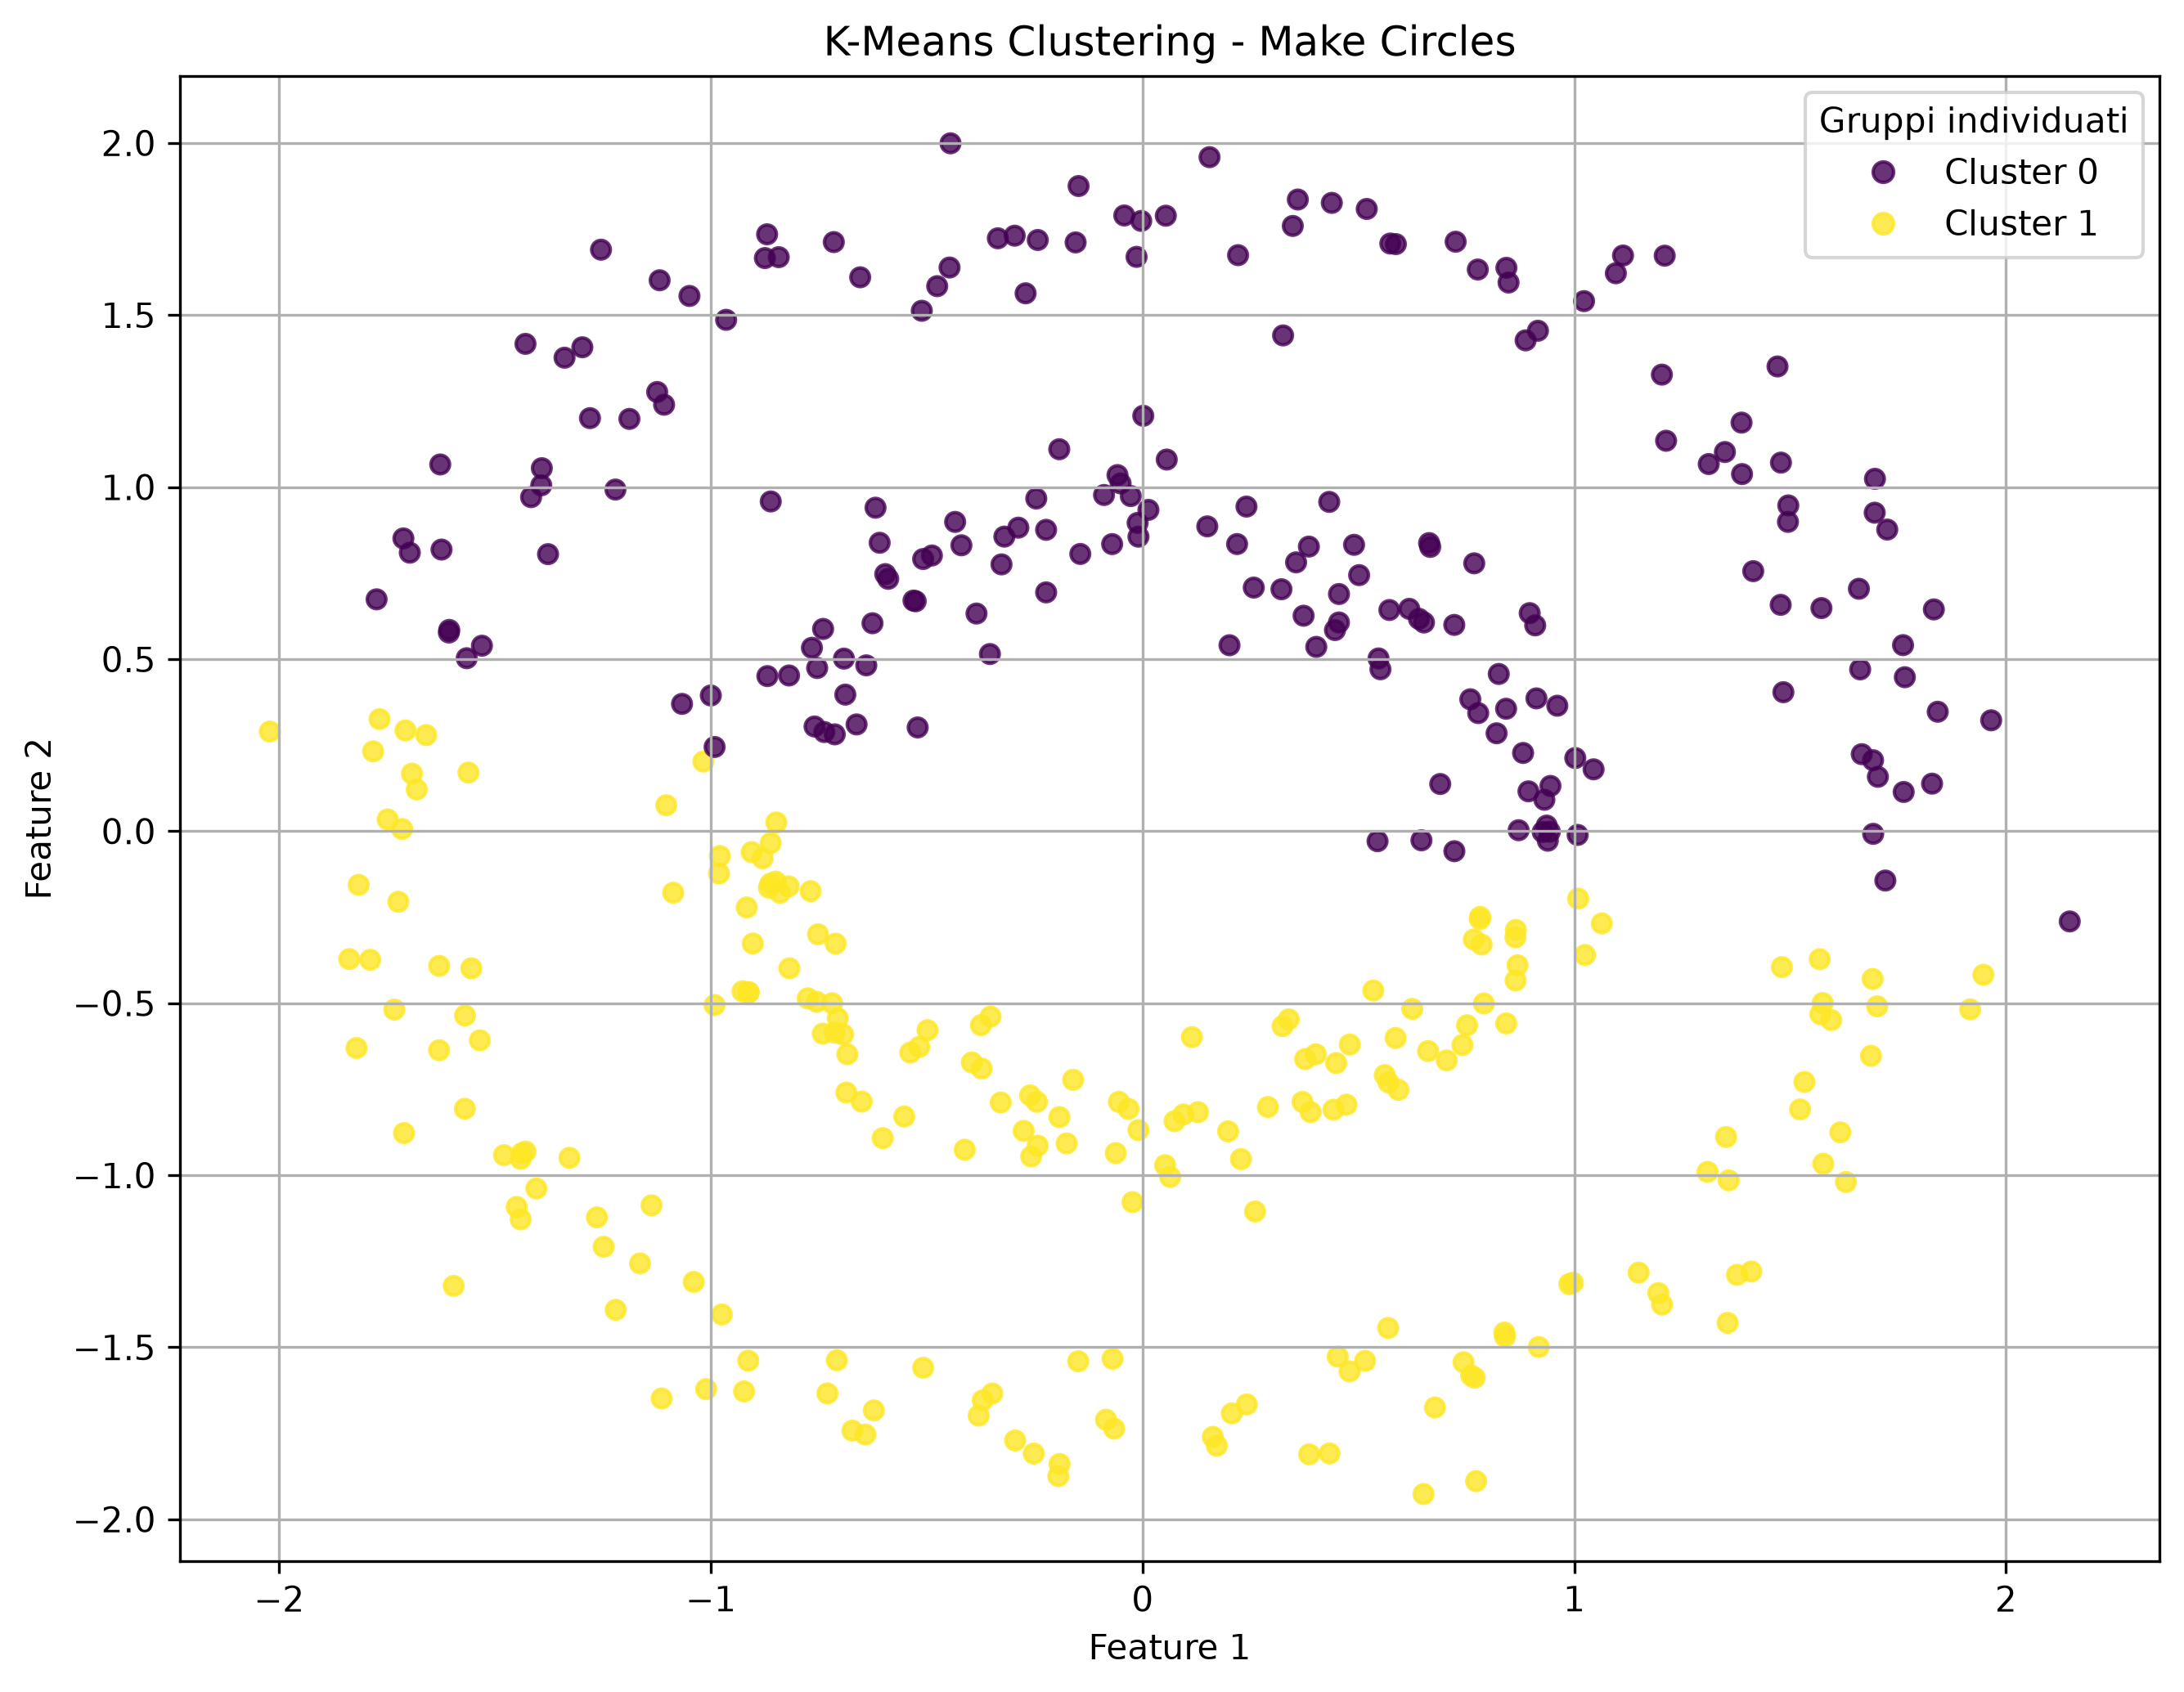 K-Means Clustering - Make Circles
Gruppi individuati
Cluster 0
Cluster 1
2.0
1.5
1.0
0.5
0.0
−0.5
−1.0
−1.5
−2.0
Feature 2
−2
−1
0
1
2
Feature 1